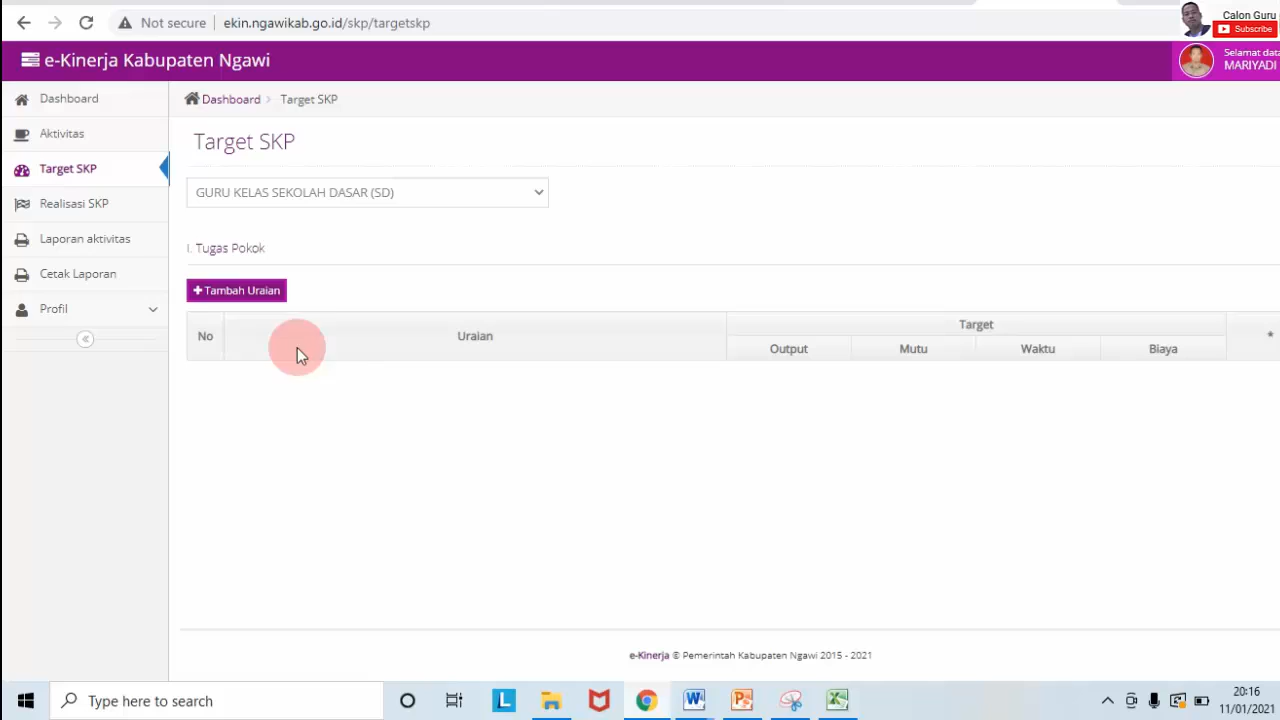 Not secure | ekin.ngawikab.go.id/skp/targetskp
Calon Guru
Subscribe
e-Kinerja Kabupaten Ngawi
Selamat data
MARIYADI
Dashboard
Aktivitas
Target SKP
Realisasi SKP
Laporan aktivitas
Cetak Laporan
Profil
Dashboard > Target SKP
Target SKP
GURU KELAS SEKOLAH DASAR (SD)
I. Tugas Pokok
+ Tambah Uraian
No Uraian Target *
Output Mutu Waktu Biaya
e-Kinerja © Pemerintah Kabupaten Ngawi 2015 - 2021
Type here to search
20:16
11/01/2021